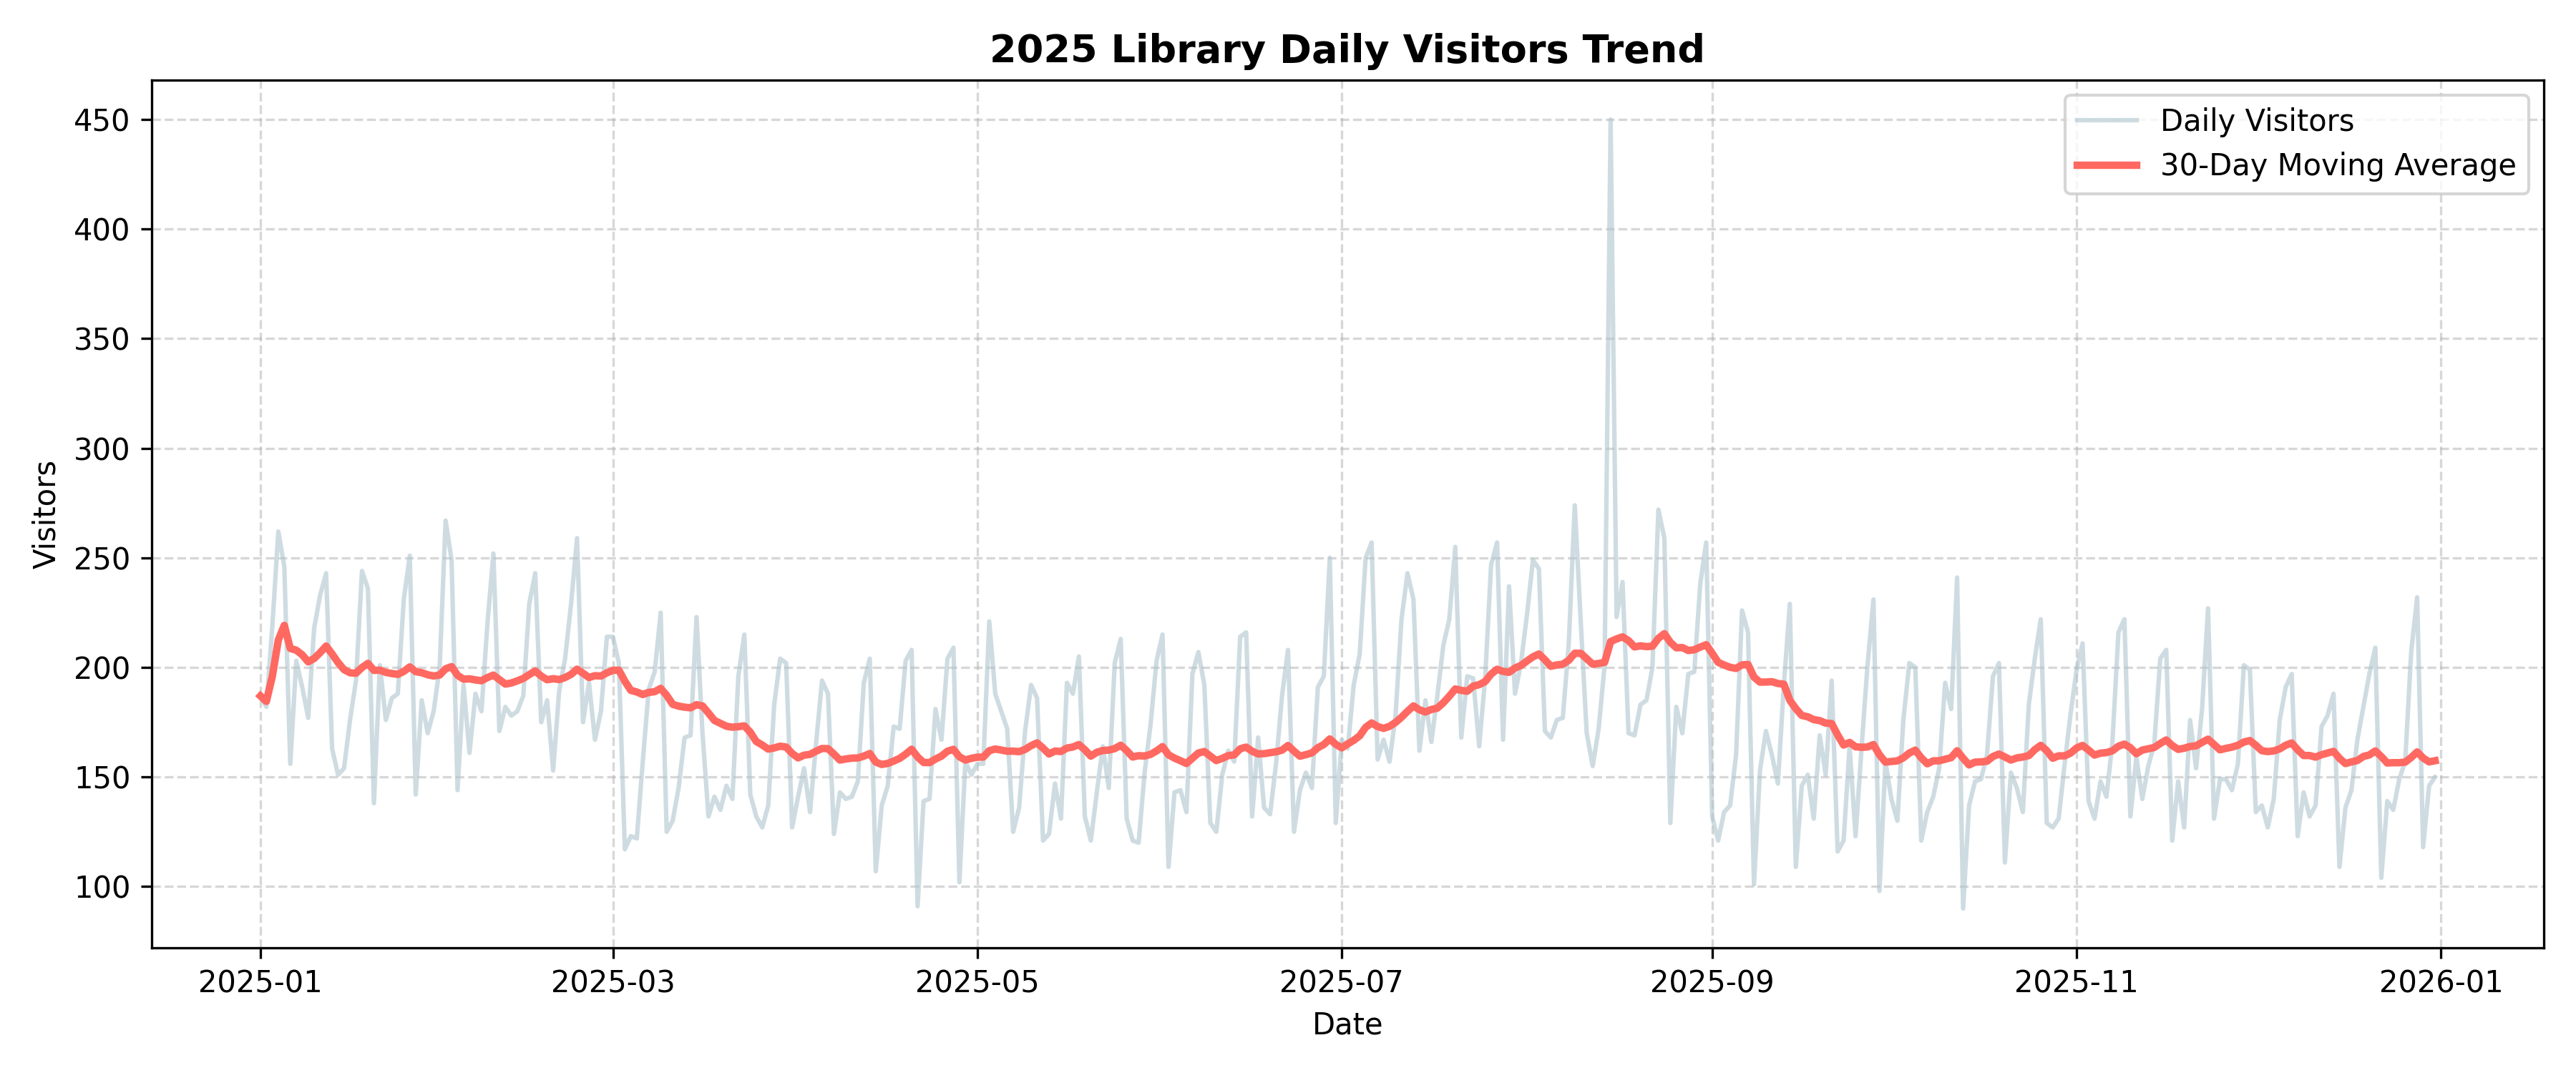 2025 Library Daily Visitors Trend
Daily Visitors
30-Day Moving Average
450
400
350
300
250
200
150
100
Visitors
2025-01 2025-03 2025-05 2025-07 2025-09 2025-11 2026-01
Date